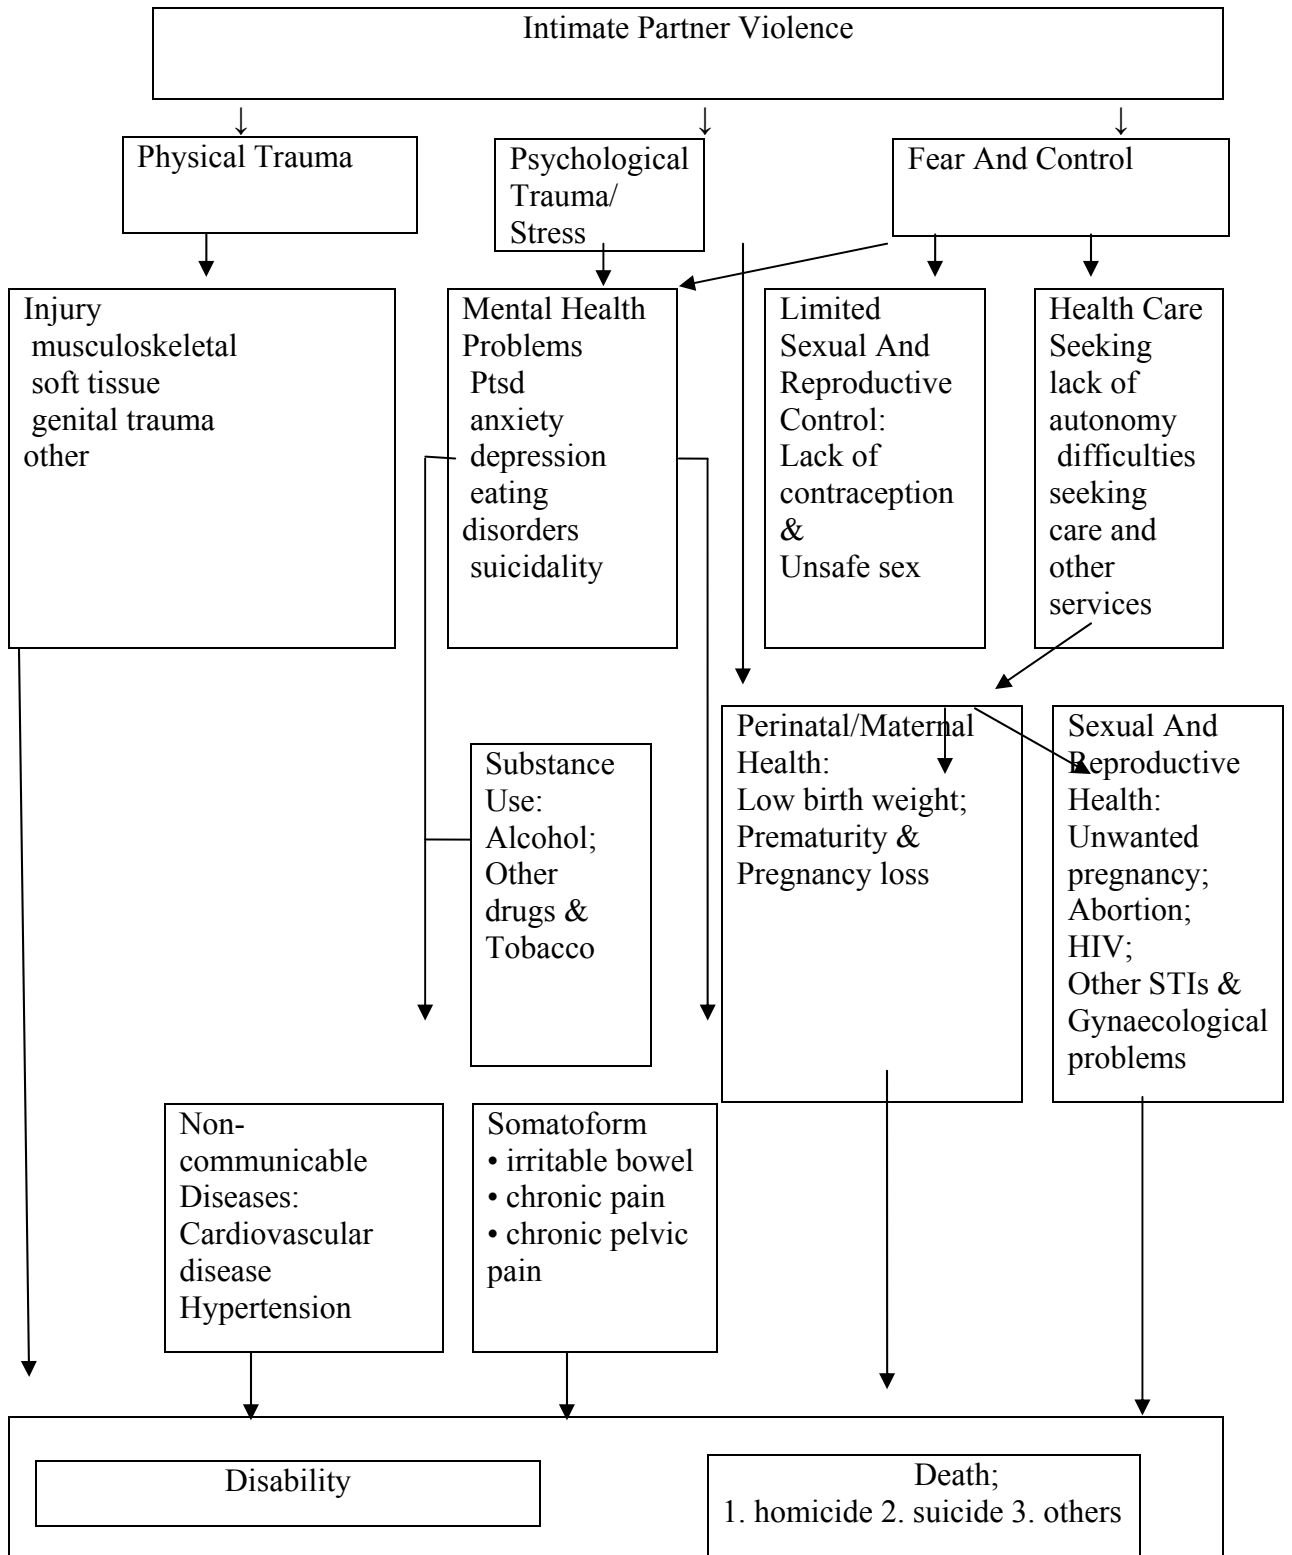 Intimate Partner Violence
Physical Trauma
Psychological
Trauma/
Stress
Fear And Control
Injury
musculoskeletal
soft tissue
genital trauma
other
Mental Health
Problems
Ptsd
anxiety
depression
eating
disorders
suicidality
Limited
Sexual And
Reproductive
Control:
Lack of
contraception
&
Unsafe sex
Health Care
Seeking
lack of
autonomy
difficulties
seeking
care and
other
services
Substance
Use:
Alcohol;
Other
drugs &
Tobacco
Perinatal/Maternal
Health:
Low birth weight;
Prematurity &
Pregnancy loss
Sexual And
Reproductive
Health:
Unwanted
pregnancy;
Abortion;
HIV;
Other STIs &
Gynaecological
problems
Non-
communicable
Diseases:
Cardiovascular
disease
Hypertension
Somatoform
• irritable bowel
• chronic pain
• chronic pelvic
pain
Disability
Death;
1. homicide 2. suicide 3. others